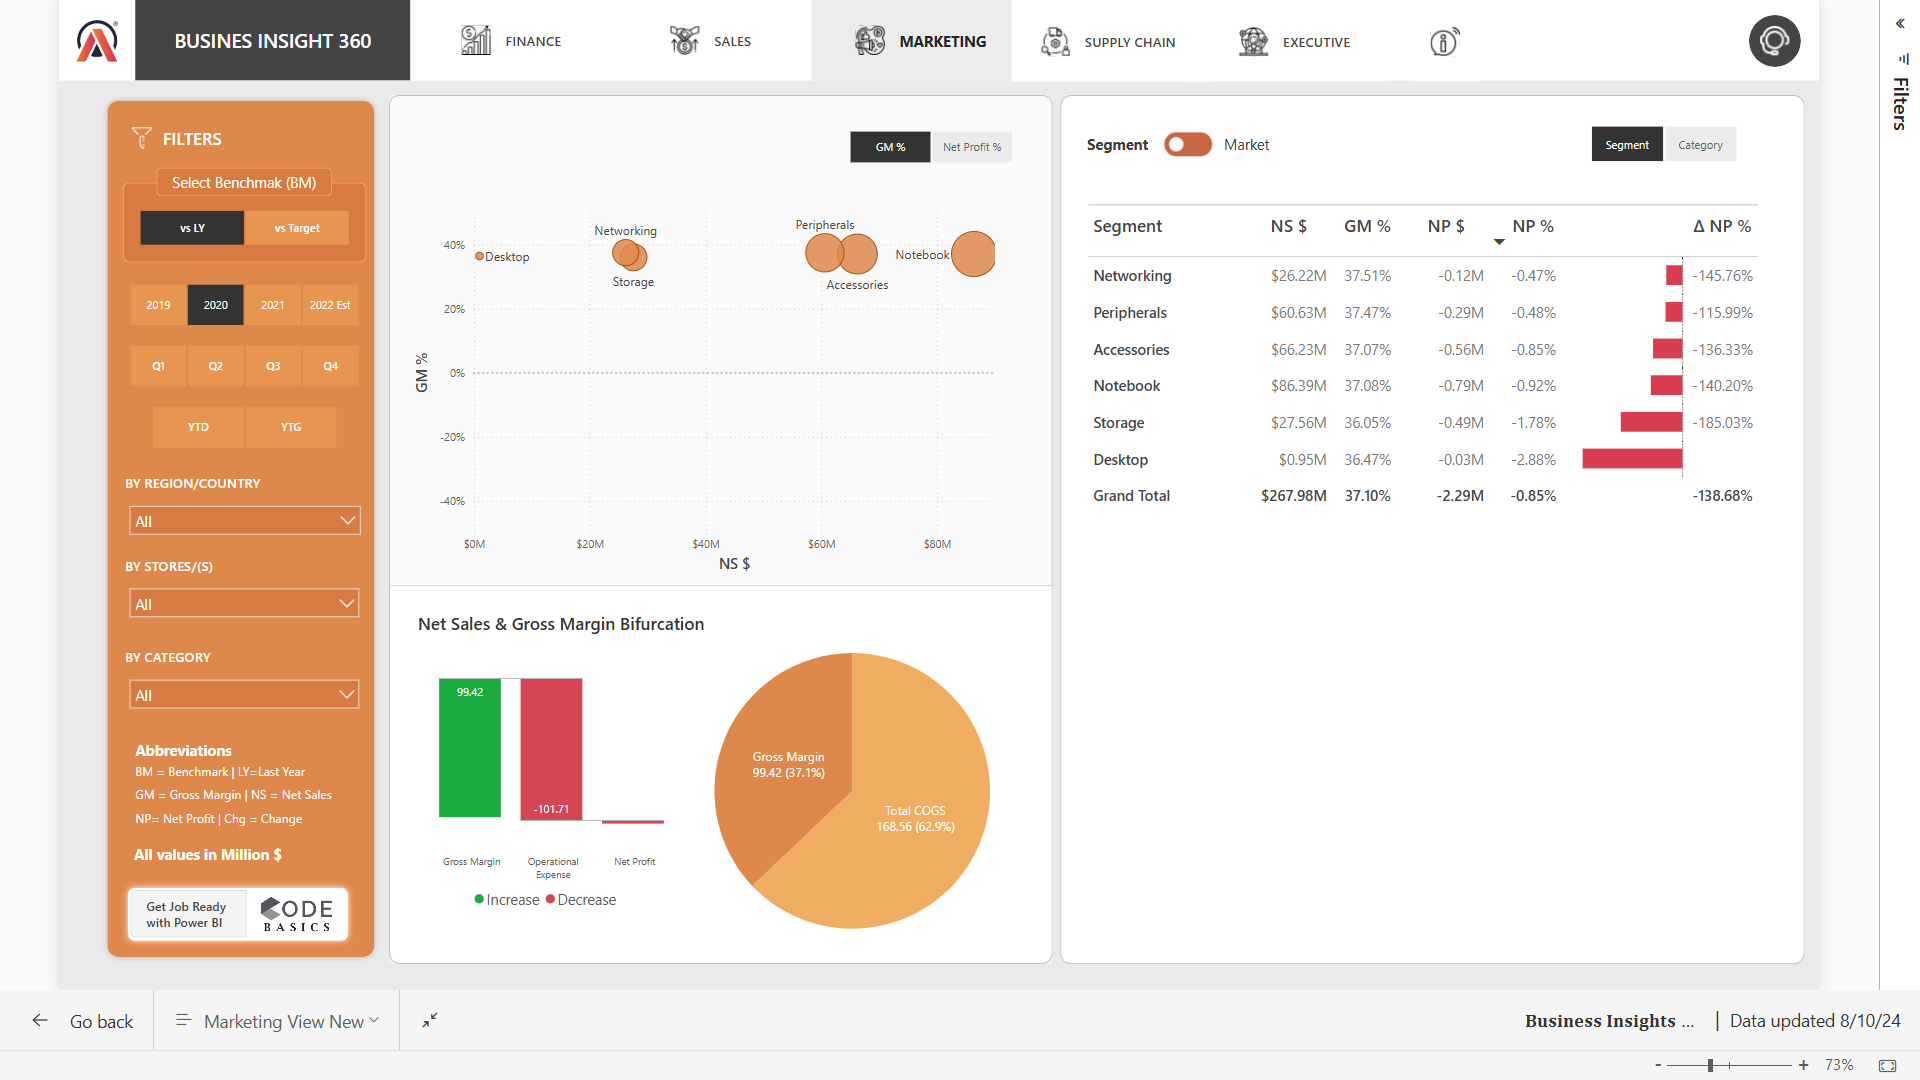 BUSINES INSIGHT 360
FINANCE
SALES
MARKETING
SUPPLY CHAIN
EXECUTIVE
FILTERS
Select Benchmak (BM)
vs LY
vs Target
2019
2020
2021
2022 Est
Q1
Q2
Q3
Q4
YTD
YTG
BY REGION/COUNTRY
All
BY STORES/(S)
All
BY CATEGORY
All
Abbreviations
BM = Benchmark | LY=Last Year
GM = Gross Margin | NS = Net Sales
NP= Net Profit | Chg = Change
All values in Million $
Get Job Ready
with Power BI
CODE
BASICS
GM %
Net Profit %
GM %
40%
20%
0%
-20%
-40%
Desktop
Networking
Storage
Peripherals
Accessories
Notebook
$0M
$20M
$40M
$60M
$80M
NS $
Net Sales & Gross Margin Bifurcation
99.42
-101.71
Gross Margin
Operational
Expense
Net Profit
Increase
Decrease
Gross Margin
99.42 (37.1%)
Total COGS
168.56 (62.9%)
Segment
Market
Segment
Category
Segment NS $ GM % NP $ NP % Δ NP %
Networking $26.22M 37.51% -0.12M -0.47% -145.76%
Peripherals $60.63M 37.47% -0.29M -0.48% -115.99%
Accessories $66.23M 37.07% -0.56M -0.85% -136.33%
Notebook $86.39M 37.08% -0.79M -0.92% -140.20%
Storage $27.56M 36.05% -0.49M -1.78% -185.03%
Desktop $0.95M 36.47% -0.03M -2.88%
Grand Total $267.98M 37.10% -2.29M -0.85% -138.68%
Filters
Go back
Marketing View New
Business Insights ...
| Data updated 8/10/24
- + 73%